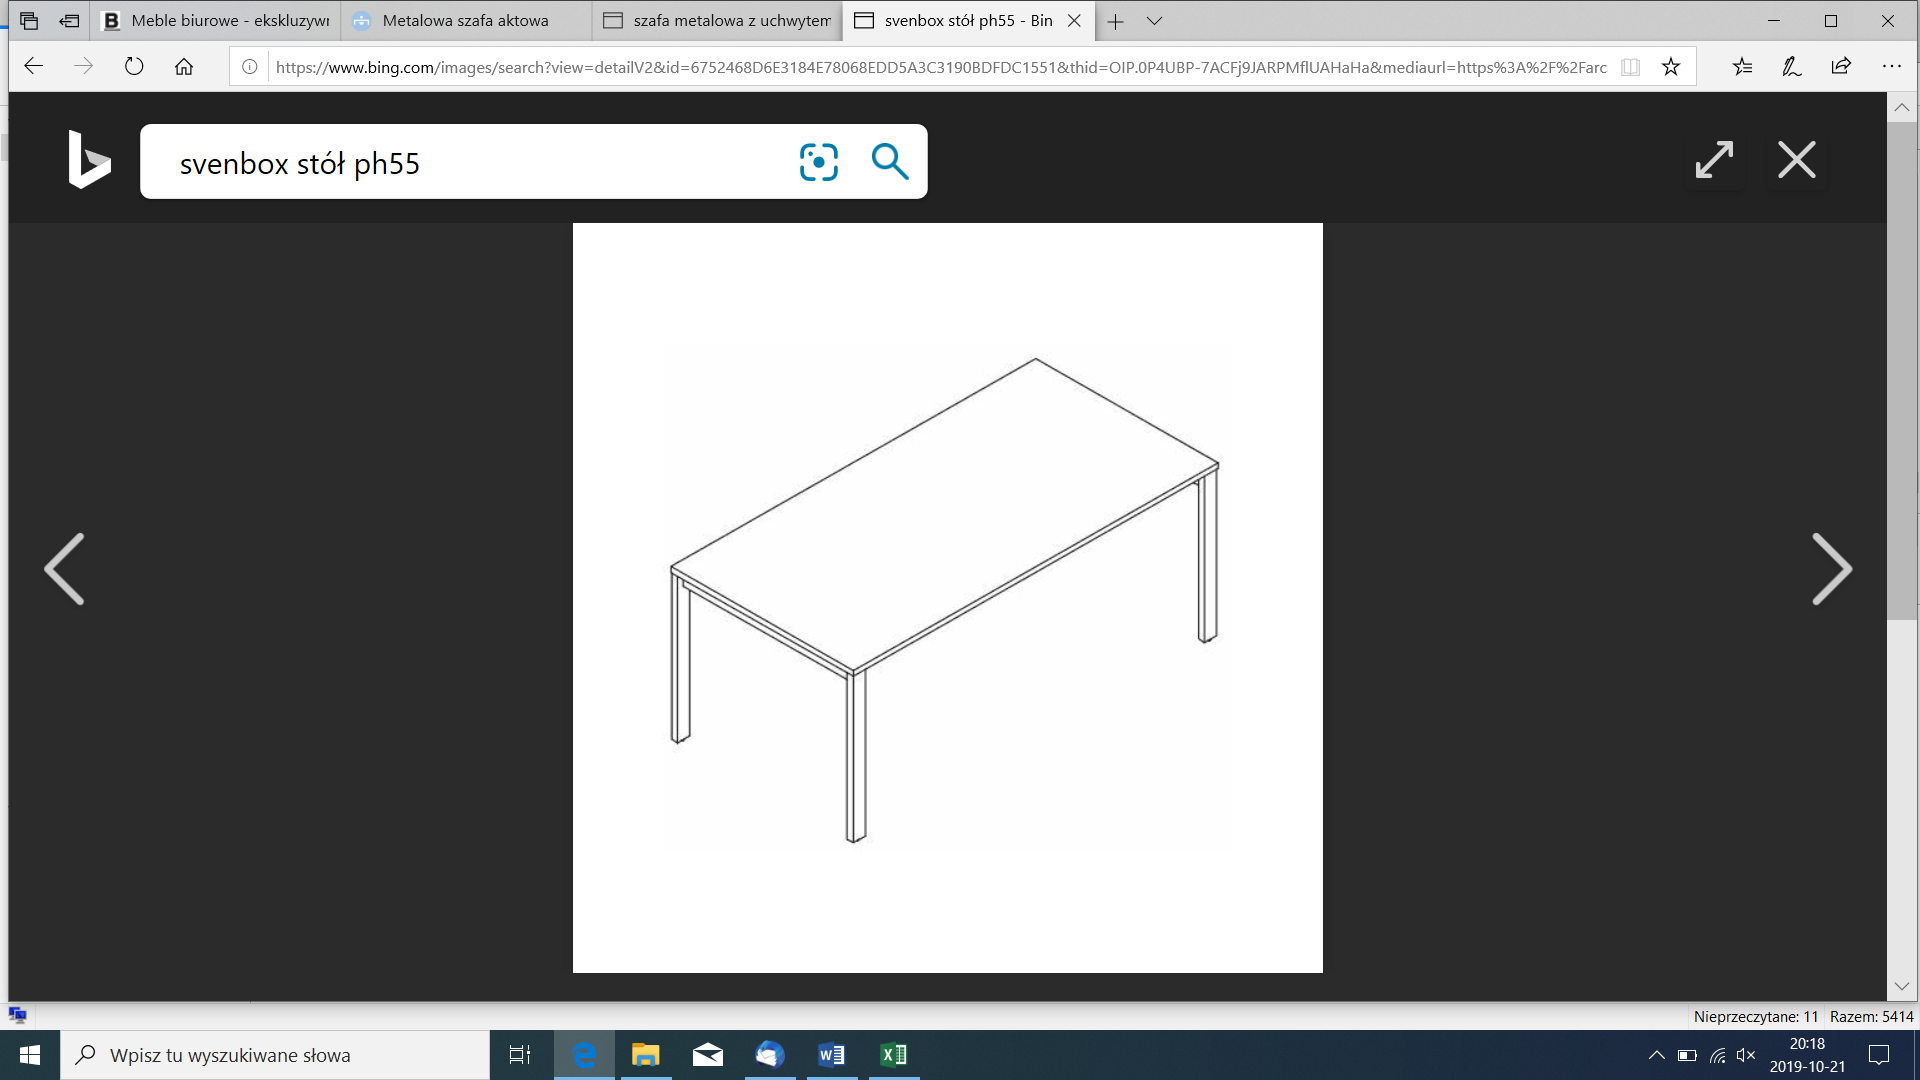 Meble biurowe - ekskluzywn
Metalowa szafa aktowa
szafa metalowa z uchwytem
svenbox stół ph55 - Bin
https://www.bing.com/images/search?view=detailV2&id=6752468D6E3184E78068EDD5A3C3190BDFDC1551&thid=OIP.0P4UBP-7ACFj9JARPMflUAHaHa&mediaurl=https%3A%2F%2Farc
svenbox stół ph55
Nieprzeczytane: 11 Razem: 5414
Wpisz tu wyszukiwane słowa
20:18
2019-10-21